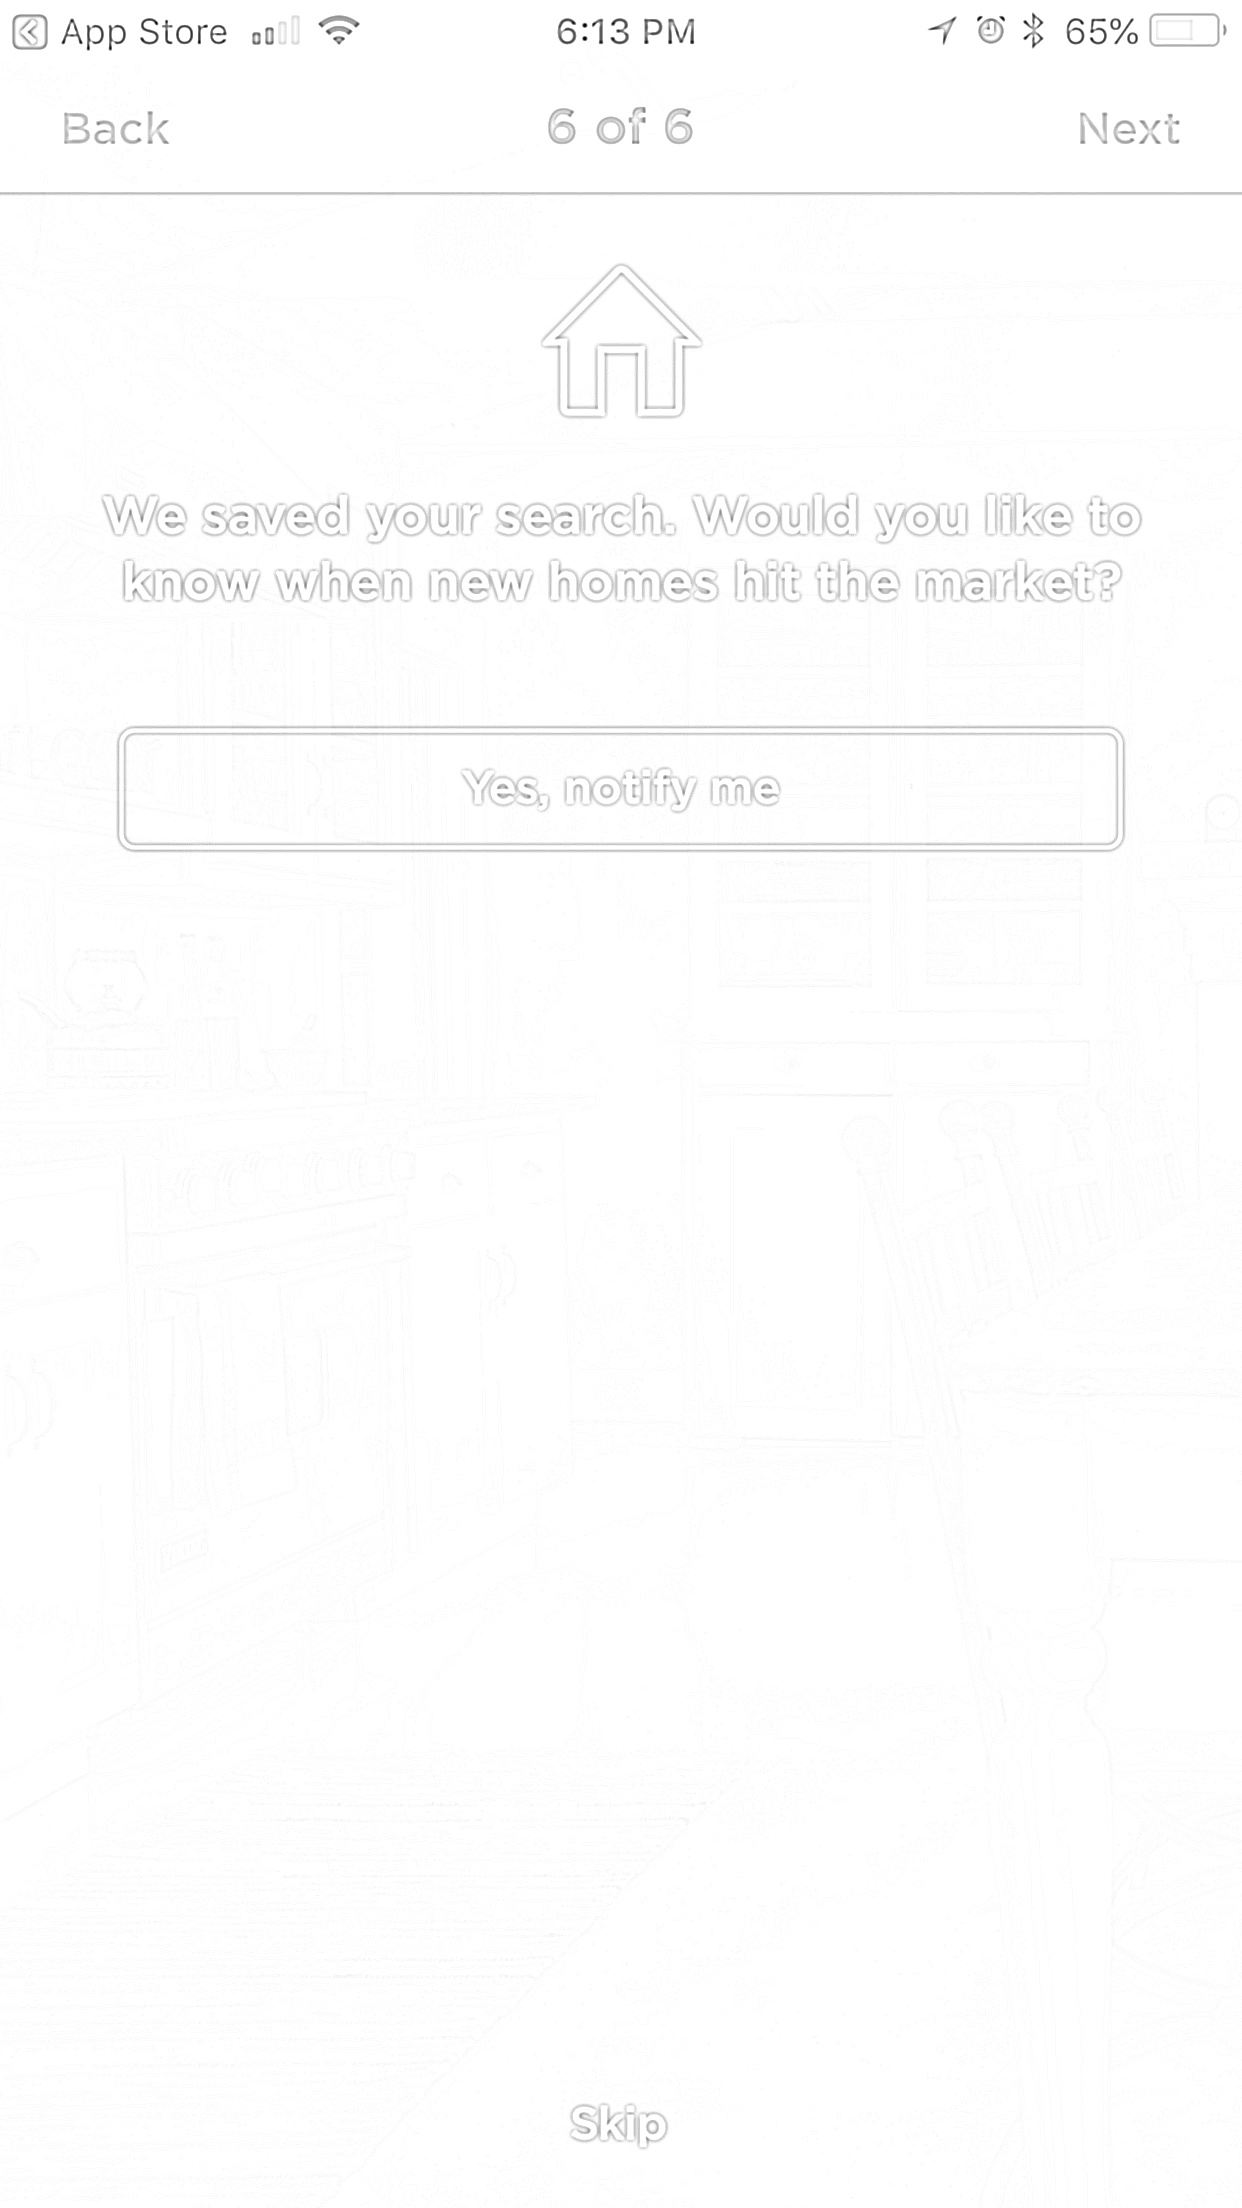 App Store 6:13 PM 65%
Back 6 of 6 Next
We saved your search. Would you like to
know when new homes hit the market?
Yes, notify me
Skip